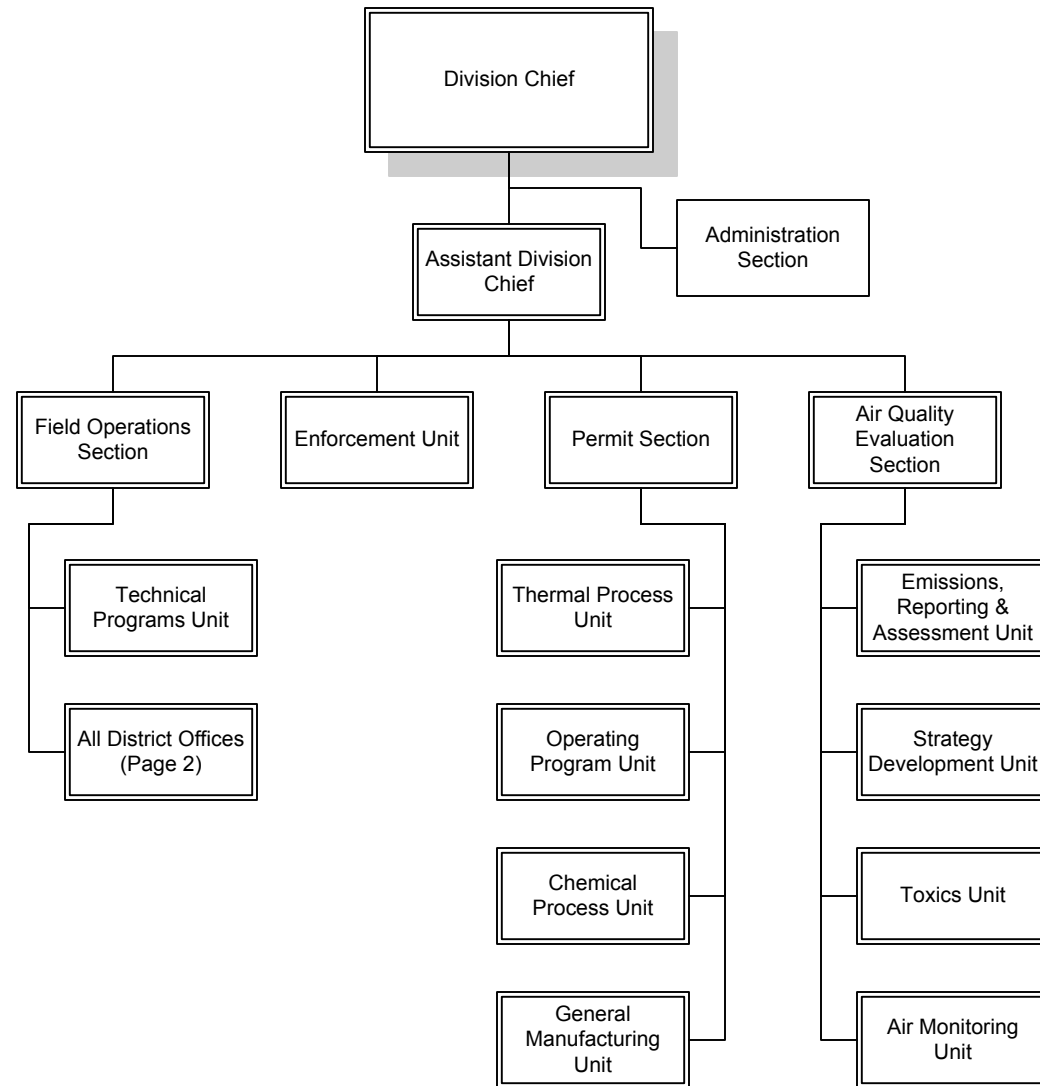 Division Chief
Administration
Section
Assistant Division
Chief
Field Operations
Section
Enforcement Unit
Permit Section
Air Quality
Evaluation
Section
Technical
Programs Unit
All District Offices
(Page 2)
Thermal Process
Unit
Operating
Program Unit
Chemical
Process Unit
General
Manufacturing
Unit
Emissions,
Reporting &
Assessment Unit
Strategy
Development Unit
Toxics Unit
Air Monitoring
Unit